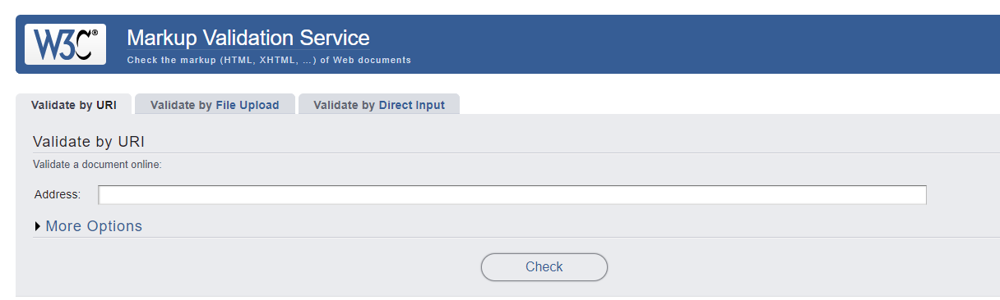 W3C®
Markup Validation Service
Check the markup (HTML, XHTML, …) of Web documents
Validate by URI Validate by File Upload Validate by Direct Input
Validate by URI
Validate a document online:
Address:
More Options
Check